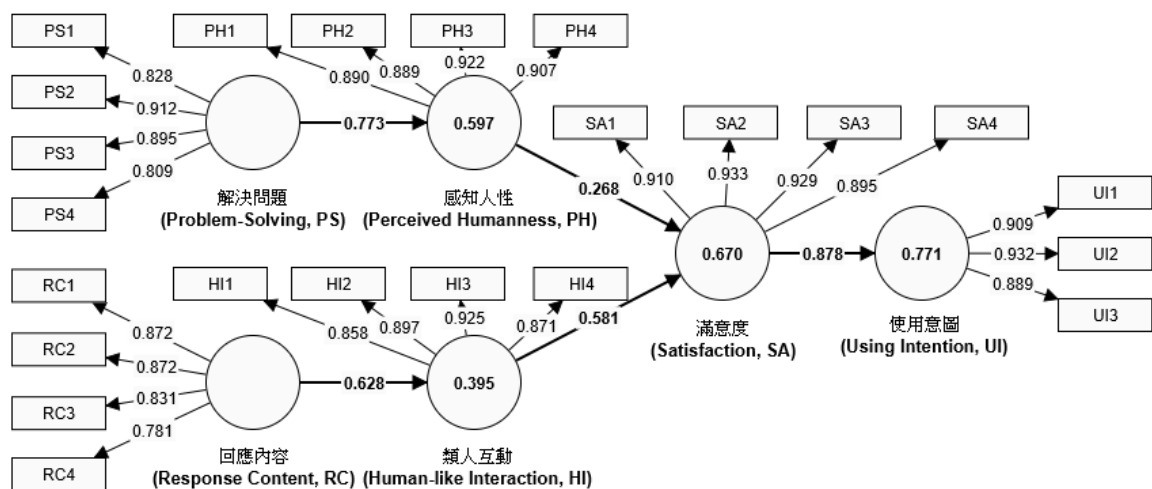 PS1
PS2
PS3
PS4
0.828
0.912
0.895
0.809
PH1
PH2
PH3
PH4
0.890
0.889
0.922
0.907
0.773
0.597
解決問題
(Problem-Solving, PS)
感知人性
(Perceived Humanness, PH)
0.268
SA1
SA2
SA3
SA4
0.910
0.933
0.929
0.895
0.670
0.878
0.771
滿意度
(Satisfaction, SA)
使用意圖
(Using Intention, UI)
UI1
UI2
UI3
0.909
0.932
0.889
RC1
RC2
RC3
RC4
0.872
0.872
0.831
0.781
HI1
HI2
HI3
HI4
0.858
0.897
0.925
0.871
0.581
0.628
0.395
回應內容
(Response Content, RC)
類人互動
(Human-like Interaction, HI)